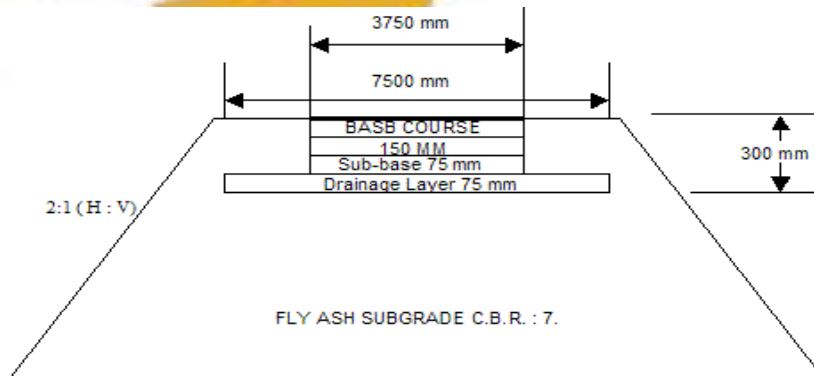 3750 mm
7500 mm
BASB COURSE
150 MM
Sub-base 75 mm
Drainage Layer 75 mm
300 mm
2:1 ( H : V)
FLY ASH SUBGRADE C.B.R. : 7.